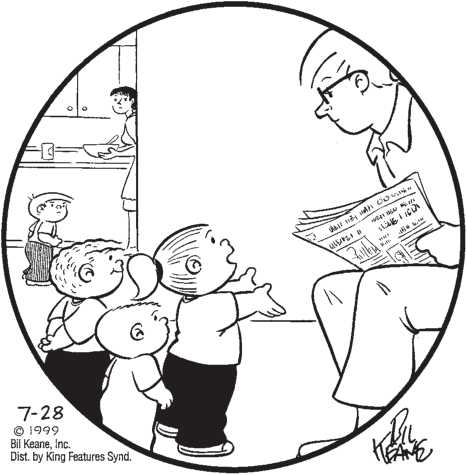 7-28
© 1999
Bil Keane, Inc.
Dist. by King Features Synd.
BIL
KEANE